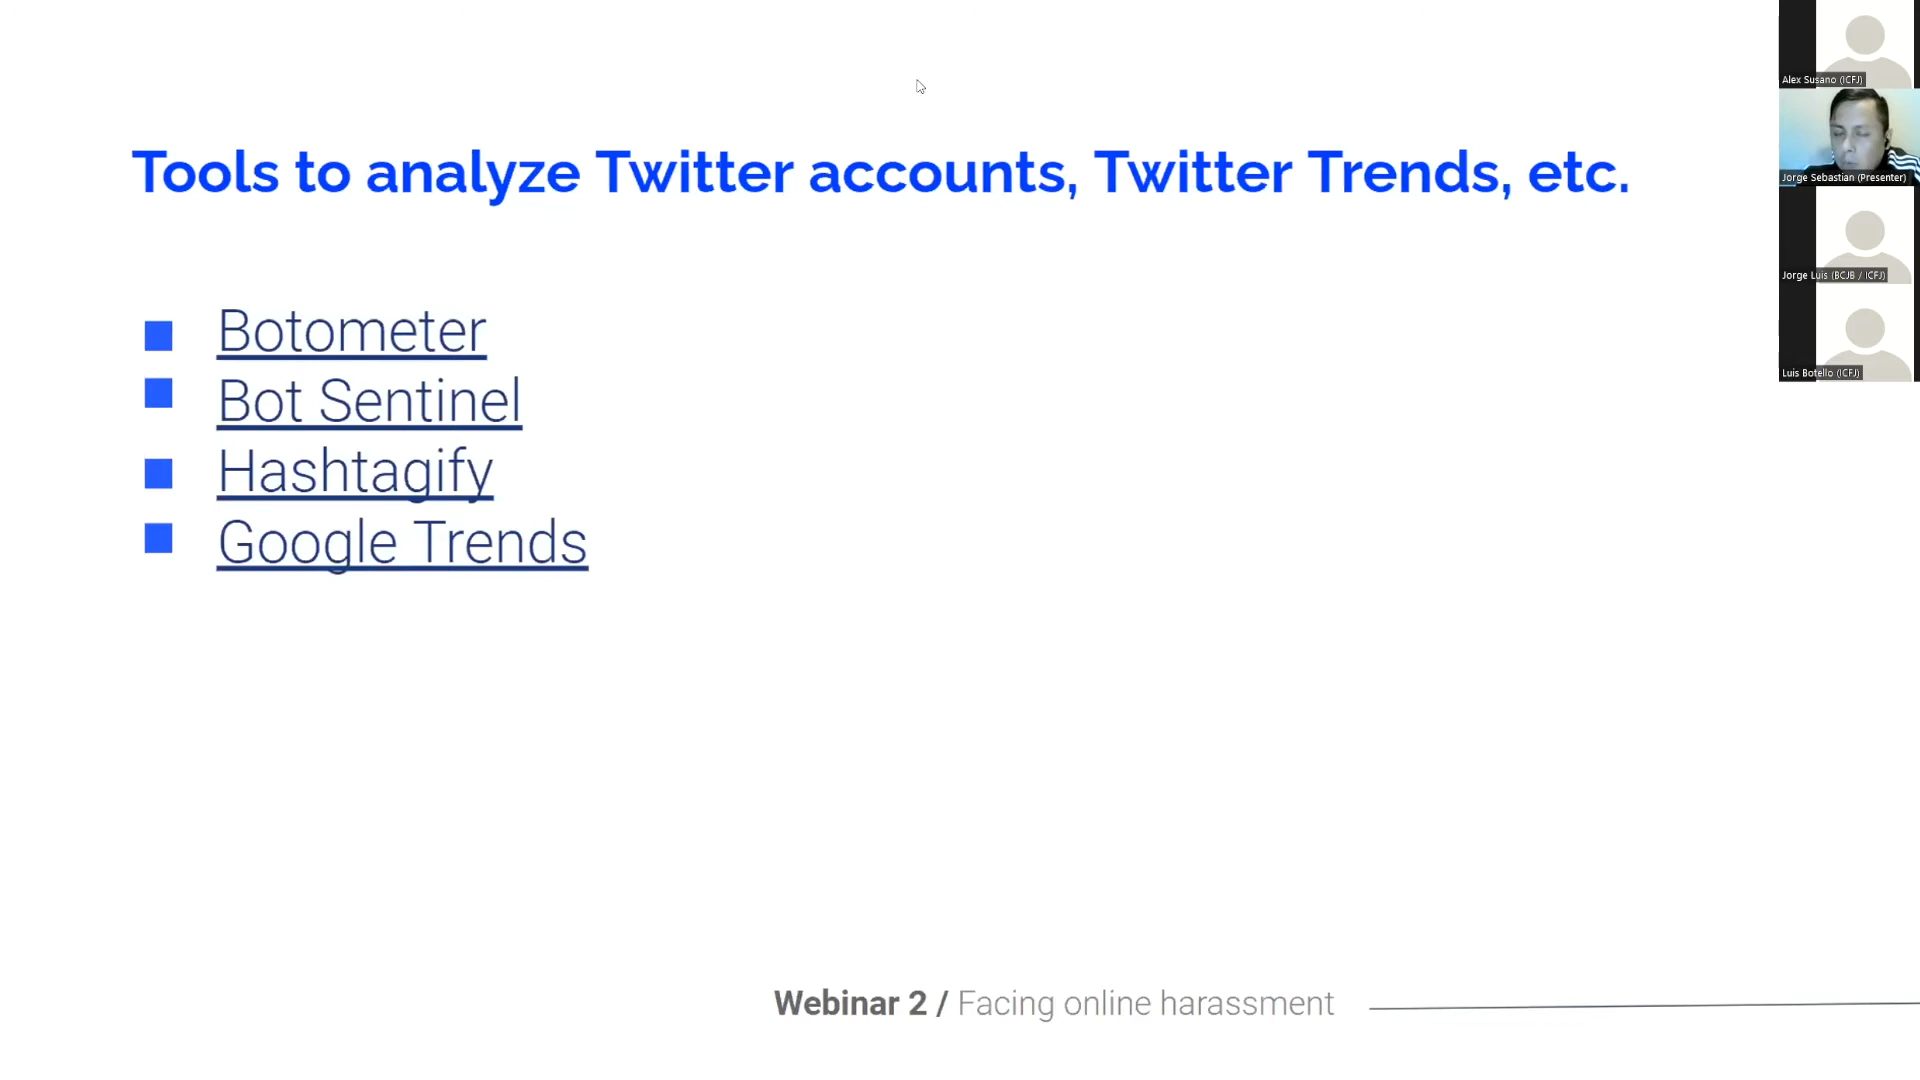 Tools to analyze Twitter accounts, Twitter Trends, etc.
Botometer
Bot Sentinel
Hashtagify
Google Trends
Webinar 2 / Facing online harassment
Alex Susano (ICFJ)
Jorge Sebastian (Presenter)
Jorge Luis (BCJB / ICFJ)
Luis Botello (ICFJ)